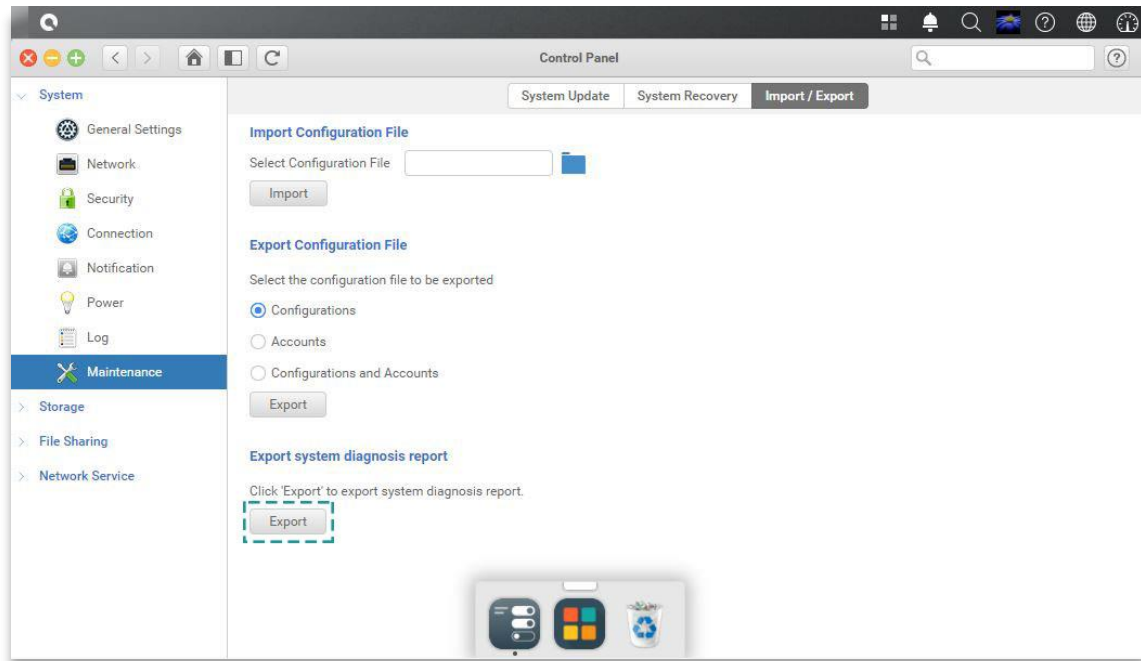 Control Panel
System
General Settings
Network
Security
Connection
Notification
Power
Log
Maintenance
Storage
File Sharing
Network Service
System Update
System Recovery
Import / Export
Import Configuration File
Select Configuration File
Import
Export Configuration File
Select the configuration file to be exported
Configurations
Accounts
Configurations and Accounts
Export
Export system diagnosis report
Click 'Export' to export system diagnosis report.
Export